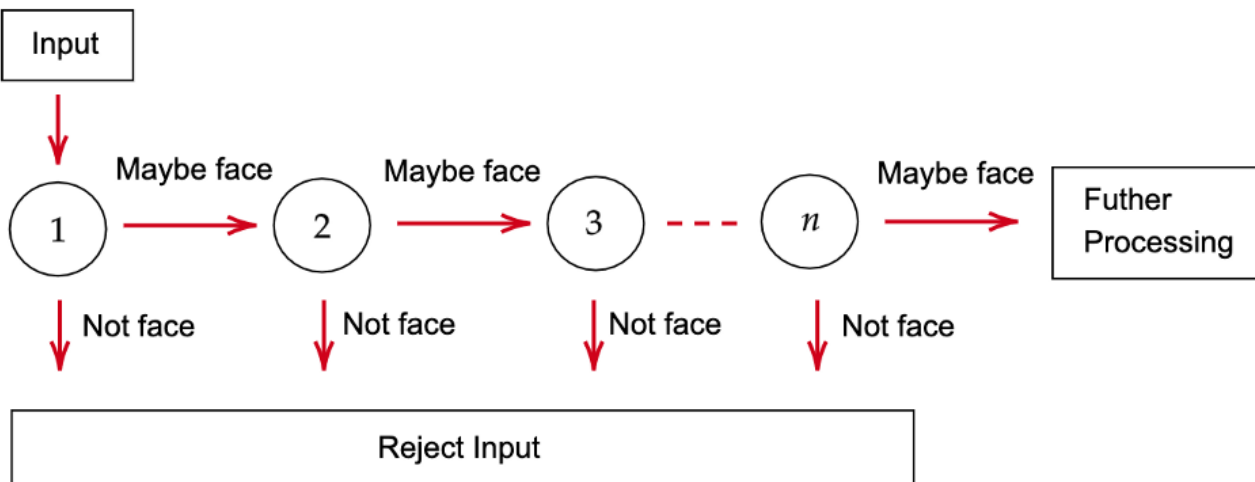 Input
Maybe face
Maybe face
Maybe face
1
2
3
n
Futher
Processing
Not face
Not face
Not face
Not face
Reject Input